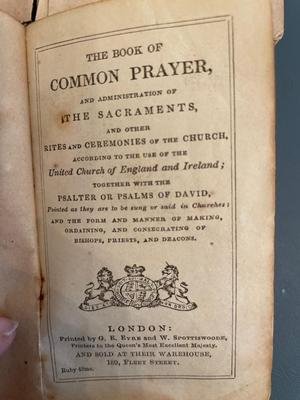 THE BOOK OF
COMMON PRAYER,
AND ADMINISTRATION OF
THE SACRAMENTS,
AND OTHER
RITES AND CEREMONIES OF THE CHURCH,
ACCORDING TO THE USE OF THE
United Church of England and Ireland;
TOGETHER WITH THE
PSALTER OR PSALMS OF DAVID,
Pointed as they are to be sung or said in Churches:
AND THE FORM AND MANNER OF MAKING,
ORDAINING, AND CONSECRATING OF
BISHOPS, PRIESTS, AND DEACONS.
LONDON:
Printed by G. E. Eyre and W. Spottiswoode,
Printers to the Queen's Most Excellent Majesty,
AND SOLD AT THEIR WAREHOUSE,
189, Fleet Street.
Ruby 48mo.